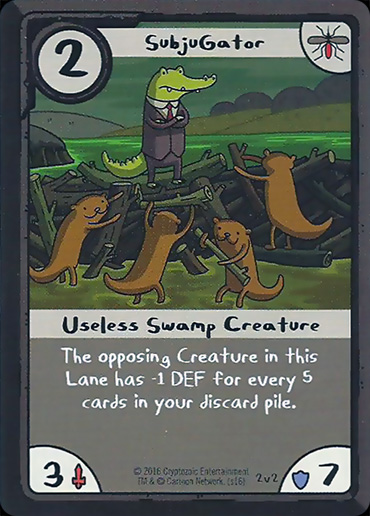 2
SubjuGator
Useless Swamp Creature
The opposing Creature in this
Lane has -1 DEF for every 5
cards in your discard pile.
3
© 2016 Cryptozoic Entertainment
TM & © Cartoon Network. (s16)
2v2
7